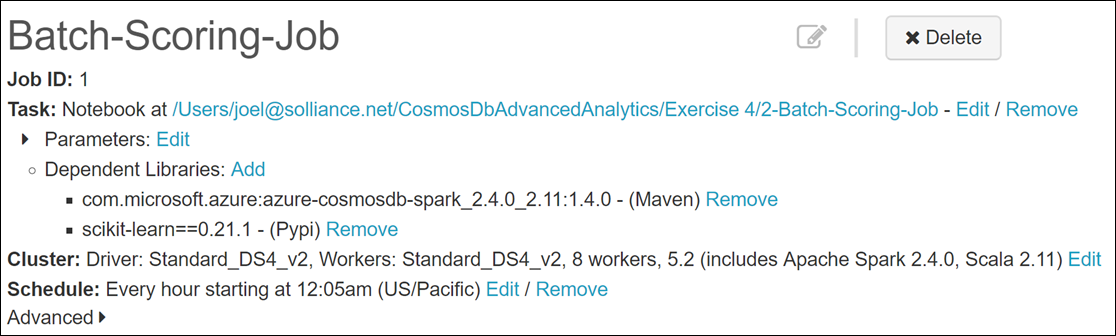 Batch-Scoring-Job
Delete
Job ID: 1
Task: Notebook at /Users/joel@solliance.net/CosmosDbAdvancedAnalytics/Exercise 4/2-Batch-Scoring-Job - Edit / Remove
Parameters: Edit
Dependent Libraries: Add
com.microsoft.azure:azure-cosmosdb-spark_2.4.0_2.11:1.4.0 - (Maven) Remove
scikit-learn==0.21.1 - (Pypi) Remove
Cluster: Driver: Standard_DS4_v2, Workers: Standard_DS4_v2, 8 workers, 5.2 (includes Apache Spark 2.4.0, Scala 2.11) Edit
Schedule: Every hour starting at 12:05am (US/Pacific) Edit / Remove
Advanced